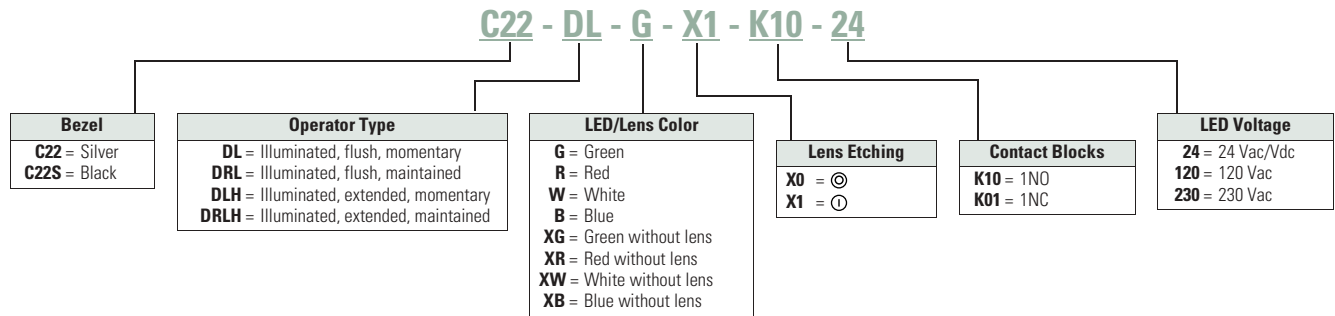 C22 - DL - G - X1 - K10 - 24
Bezel
C22 = Silver
C22S = Black
Operator Type
DL = Illuminated, flush, momentary
DRL = Illuminated, flush, maintained
DLH = Illuminated, extended, momentary
DRLH = Illuminated, extended, maintained
LED/Lens Color
G = Green
R = Red
W = White
B = Blue
XG = Green without lens
XR = Red without lens
XW = White without lens
XB = Blue without lens
Lens Etching
X0 = ◎
X1 = ⏼
Contact Blocks
K10 = 1NO
K01 = 1NC
LED Voltage
24 = 24 Vac/Vdc
120 = 120 Vac
230 = 230 Vac